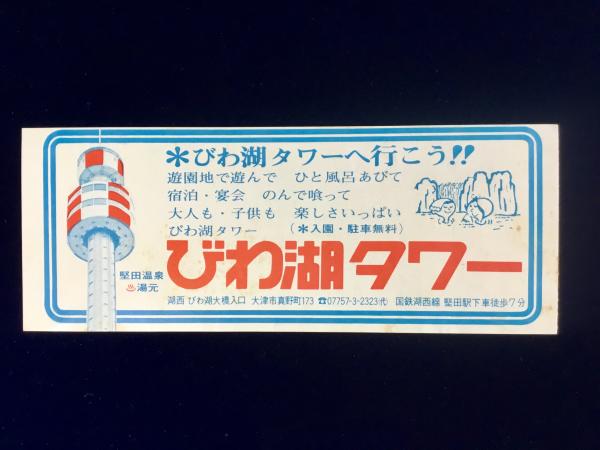 *びわ湖タワーへ行こう!!
遊園地で遊んで ひと風呂あびて
宿泊・宴会 のんで喰って
大人も・子供も 楽しさいっぱい
びわ湖タワー (*入園・駐車無料)
堅田温泉
♨湯元
びわ湖タワー
湖西 びわ湖大橋入口 大津市真野町173 ☎07757-3-2323(代) 国鉄湖西線 堅田駅下車徒歩7分